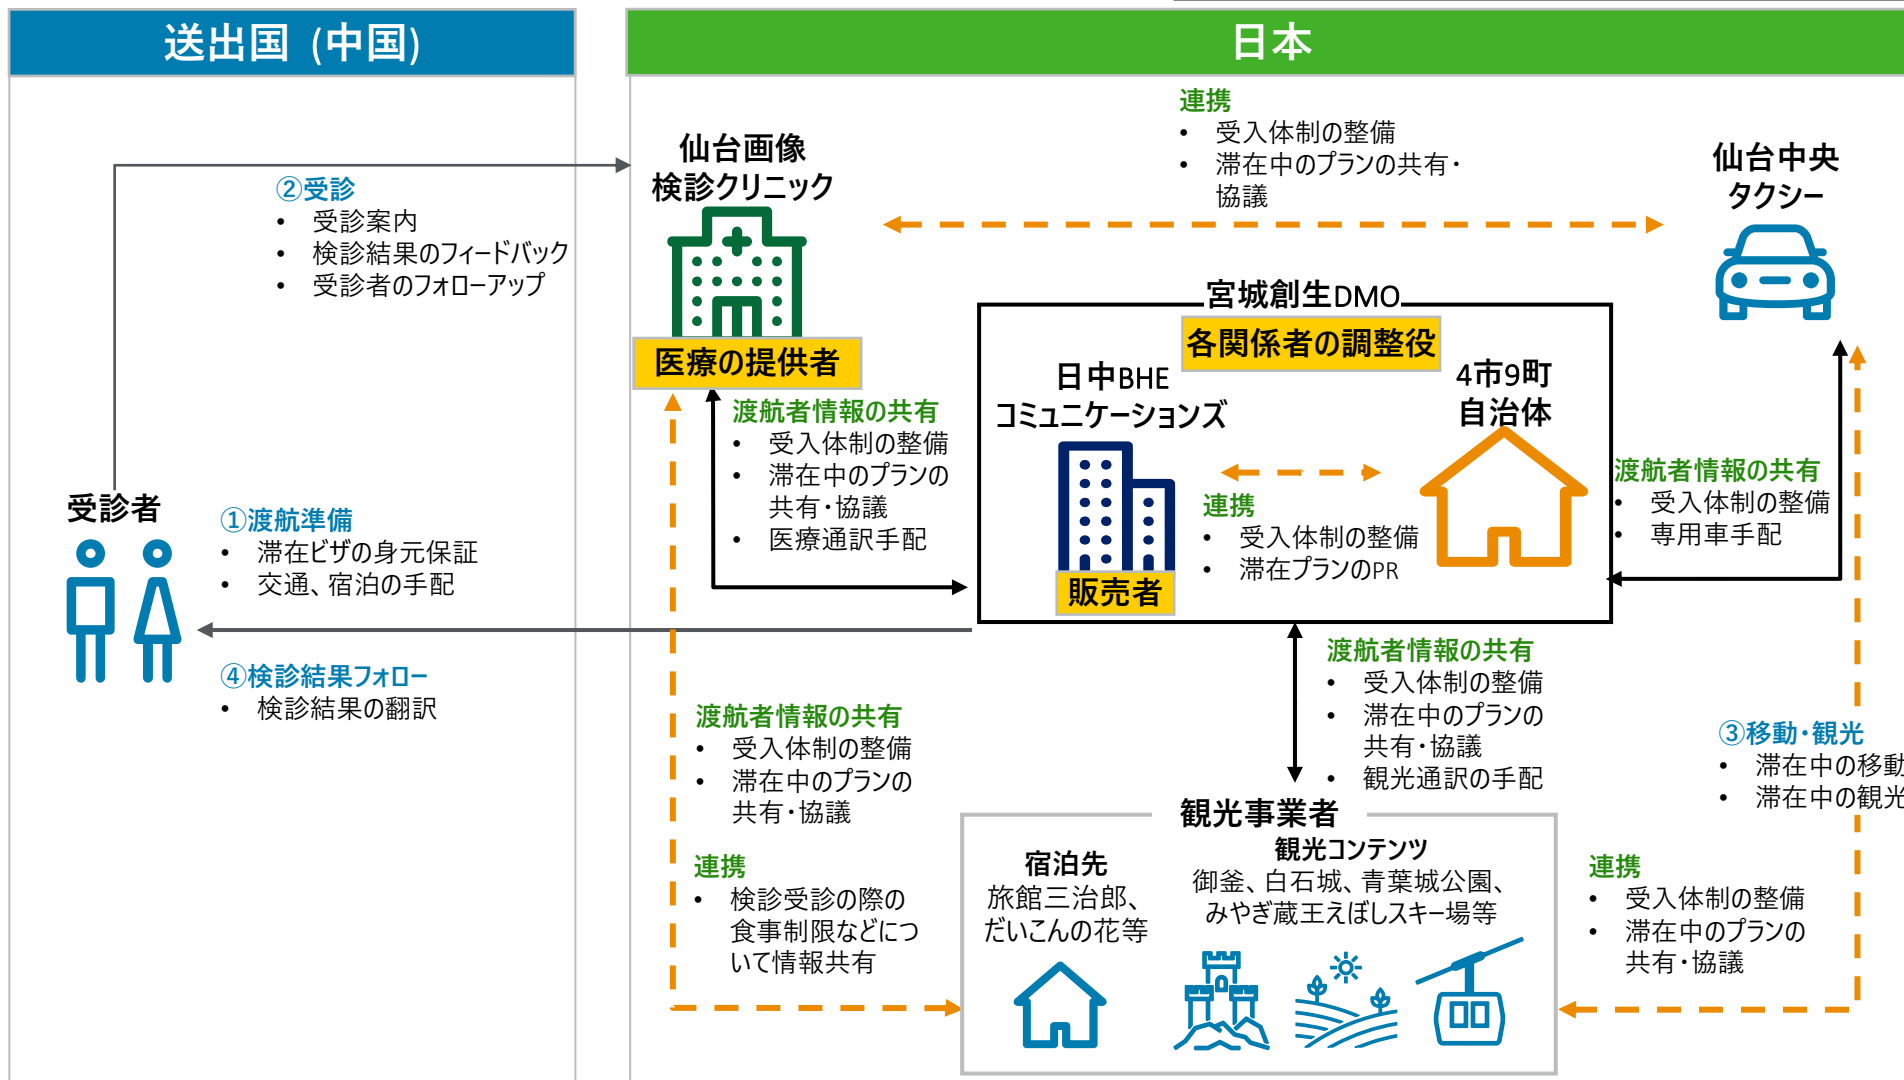 送出国 (中国)
日本
②受診
• 受診案内
• 検診結果のフィードバック
• 受診者のフォローアップ
受診者
①渡航準備
• 滞在ビザの身元保証
• 交通、宿泊の手配
④検診結果フォロー
• 検診結果の翻訳
仙台画像
検診クリニック
医療の提供者
連携
• 受入体制の整備
• 滞在中のプランの共有・
協議
仙台中央
タクシー
宮城創生DMO
各関係者の調整役
日中BHE
コミュニケーションズ
販売者
4市9町
自治体
連携
• 受入体制の整備
• 滞在プランのPR
渡航者情報の共有
• 受入体制の整備
• 滞在中のプランの
共有・協議
• 医療通訳手配
渡航者情報の共有
• 受入体制の整備
• 専用車手配
渡航者情報の共有
• 受入体制の整備
• 滞在中のプランの
共有・協議
• 観光通訳の手配
渡航者情報の共有
• 受入体制の整備
• 滞在中のプランの
共有・協議
連携
• 検診受診の際の
食事制限などにつ
いて情報共有
③移動・観光
• 滞在中の移動
• 滞在中の観光
観光事業者
宿泊先
旅館三治郎、
だいこんの花等
観光コンテンツ
御釜、白石城、青葉城公園、
みやぎ蔵王えぼしスキー場等
連携
• 受入体制の整備
• 滞在中のプランの
共有・協議